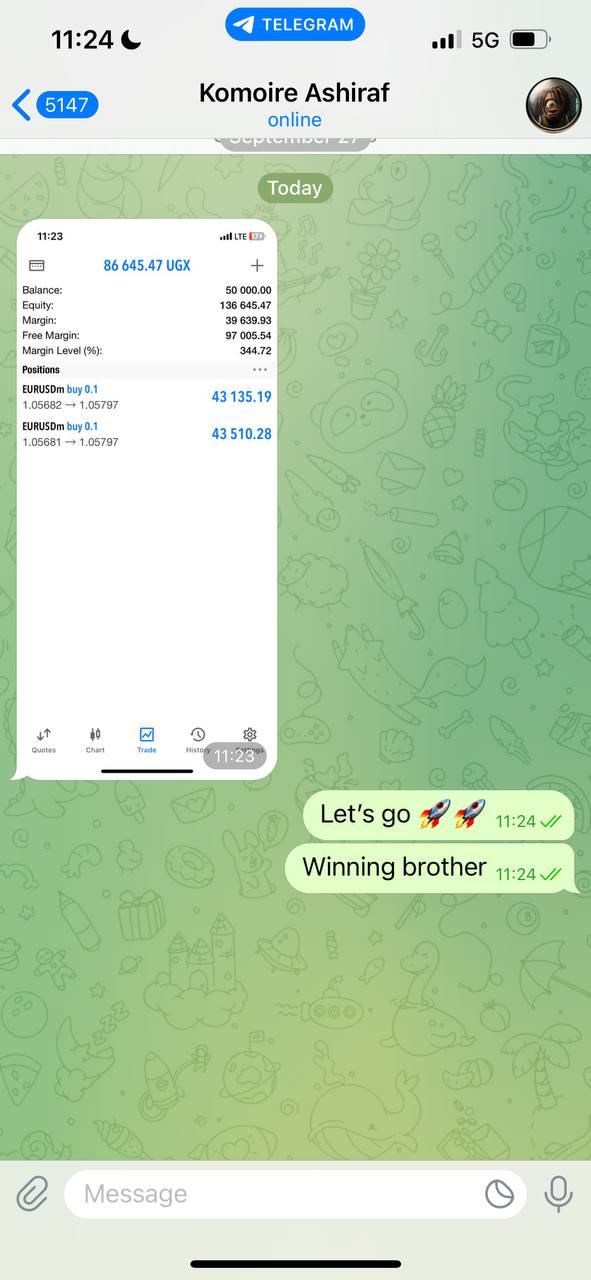 11:24
TELEGRAM
5G
5147
Komoire Ashiraf
online
September 27
Today
11:23
LTE 17+
86 645.47 UGX
Balance: 50 000.00
Equity: 136 645.47
Margin: 39 639.93
Free Margin: 97 005.54
Margin Level (%): 344.72
Positions
EURUSDm buy 0.1
1.05682 → 1.05797
43 135.19
EURUSDm buy 0.1
1.05681 → 1.05797
43 510.28
Quotes
Chart
Trade
History
Settings
11:23
Let's go 🚀🚀 11:24
Winning brother 11:24
Message